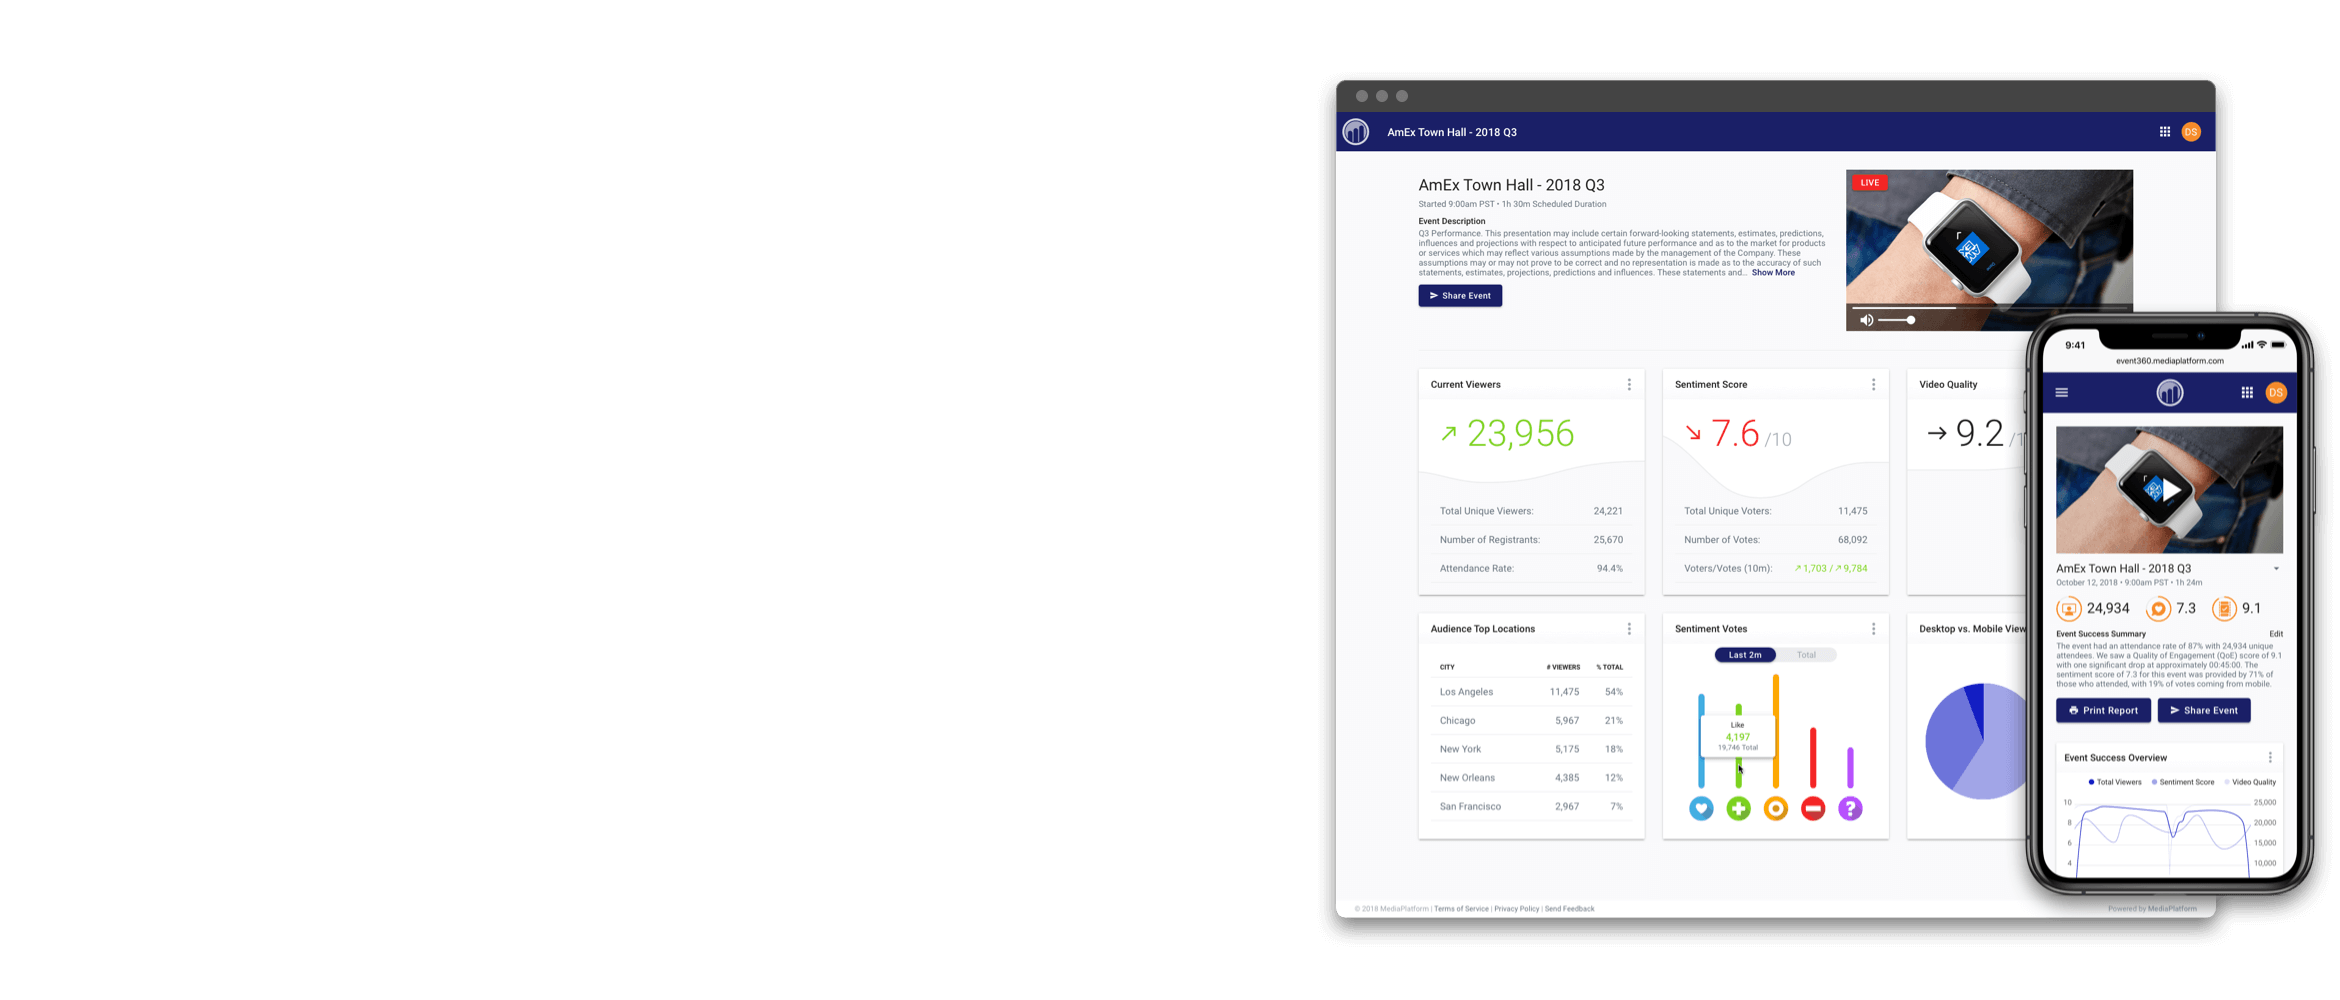 AmEx Town Hall - 2018 Q3
DS
AmEx Town Hall - 2018 Q3
Started 9:00am PST • 1h 30m Scheduled Duration
Event Description
Q3 Performance. This presentation may include certain forward-looking statements, estimates, predictions,
influences and projections with respect to anticipated future performance and as to the market for products
or services which may reflect various assumptions made by the management of the Company. These
assumptions may or may not prove to be correct and no representation is made as to the accuracy of such
statements, estimates, projections, predictions and influences. These statements and... Show More
Share Event
LIVE
Current Viewers
23,956
Total Unique Viewers: 24,221
Number of Registrants: 25,670
Attendance Rate: 94.4%
Sentiment Score
7.6 /10
Total Unique Voters: 11,475
Number of Votes: 68,092
Voters/Votes (10m): ↗1,703 / ↗9,784
Video Quality
9.2 /1
Audience Top Locations
CITY # VIEWERS % TOTAL
Los Angeles 11,475 54%
Chicago 5,967 21%
New York 5,175 18%
New Orleans 4,385 12%
San Francisco 2,967 7%
Sentiment Votes
Last 2m Total
Like
4,197
19,746 Total
?
Desktop vs. Mobile View
© 2018 MediaPlatform | Terms of Service | Privacy Policy | Send Feedback
Powered by MediaPlatform
9:41
event360.mediaplatform.com
DS
AmEx Town Hall - 2018 Q3
October 12, 2018 • 9:00am PST • 1h 24m
24,934 7.3 9.1
Event Success Summary Edit
The event had an attendance rate of 87% with 24,934 unique
attendees. We saw a Quality of Engagement (QoE) score of 9.1
with one significant drop at approximately 00:45:00. The
sentiment score of 7.3 for this event was provided by 71% of
those who attended, with 19% of votes coming from mobile.
Print Report Share Event
Event Success Overview
Total Viewers Sentiment Score Video Quality
10 25,000
8 20,000
6 15,000
4 10,000